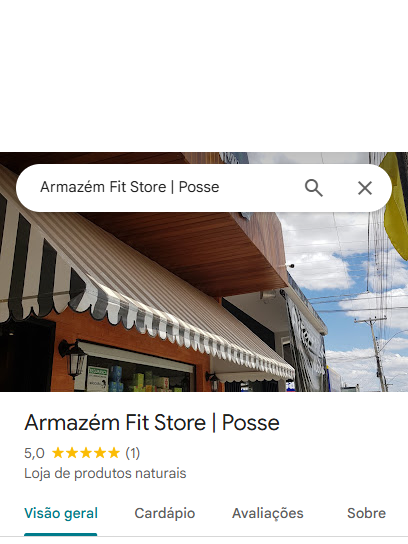 Armazém Fit Store | Posse
Armazém Fit Store | Posse
5,0 ★★★★★ (1)
Loja de produtos naturais
Visão geral Cardápio Avaliações Sobre